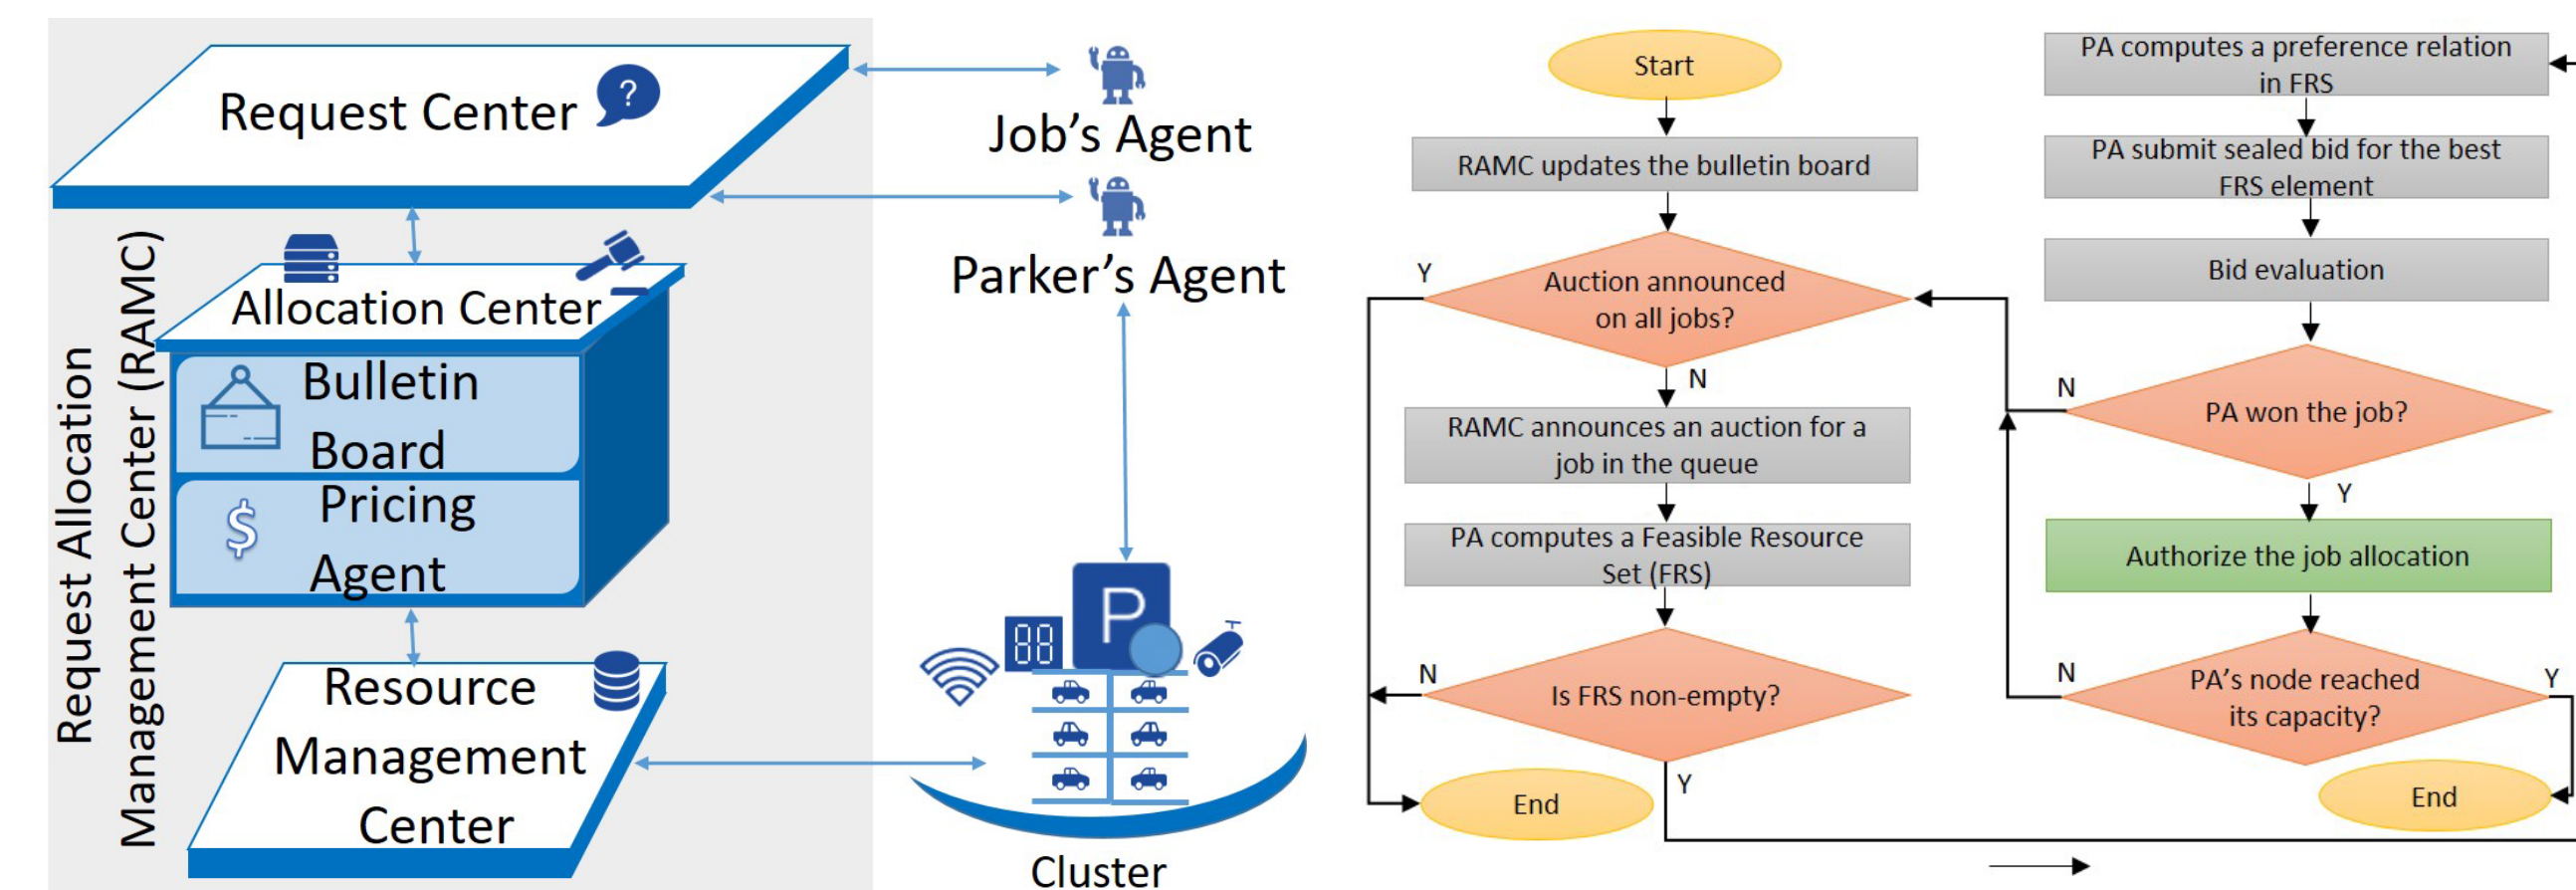 Request Center
?
Request Allocation
Management Center (RAMC)
Allocation Center
Bulletin
Board
$
Pricing
Agent
Resource
Management
Center
Job's Agent
Parker's Agent
P
88
Cluster
Start
RAMC updates the bulletin board
Auction announced
on all jobs?
Y
N
RAMC announces an auction for a
job in the queue
PA computes a Feasible Resource
Set (FRS)
Is FRS non-empty?
N
Y
End
PA computes a preference relation
in FRS
PA submit sealed bid for the best
FRS element
Bid evaluation
PA won the job?
N
Y
Authorize the job allocation
PA's node reached
its capacity?
N
Y
End